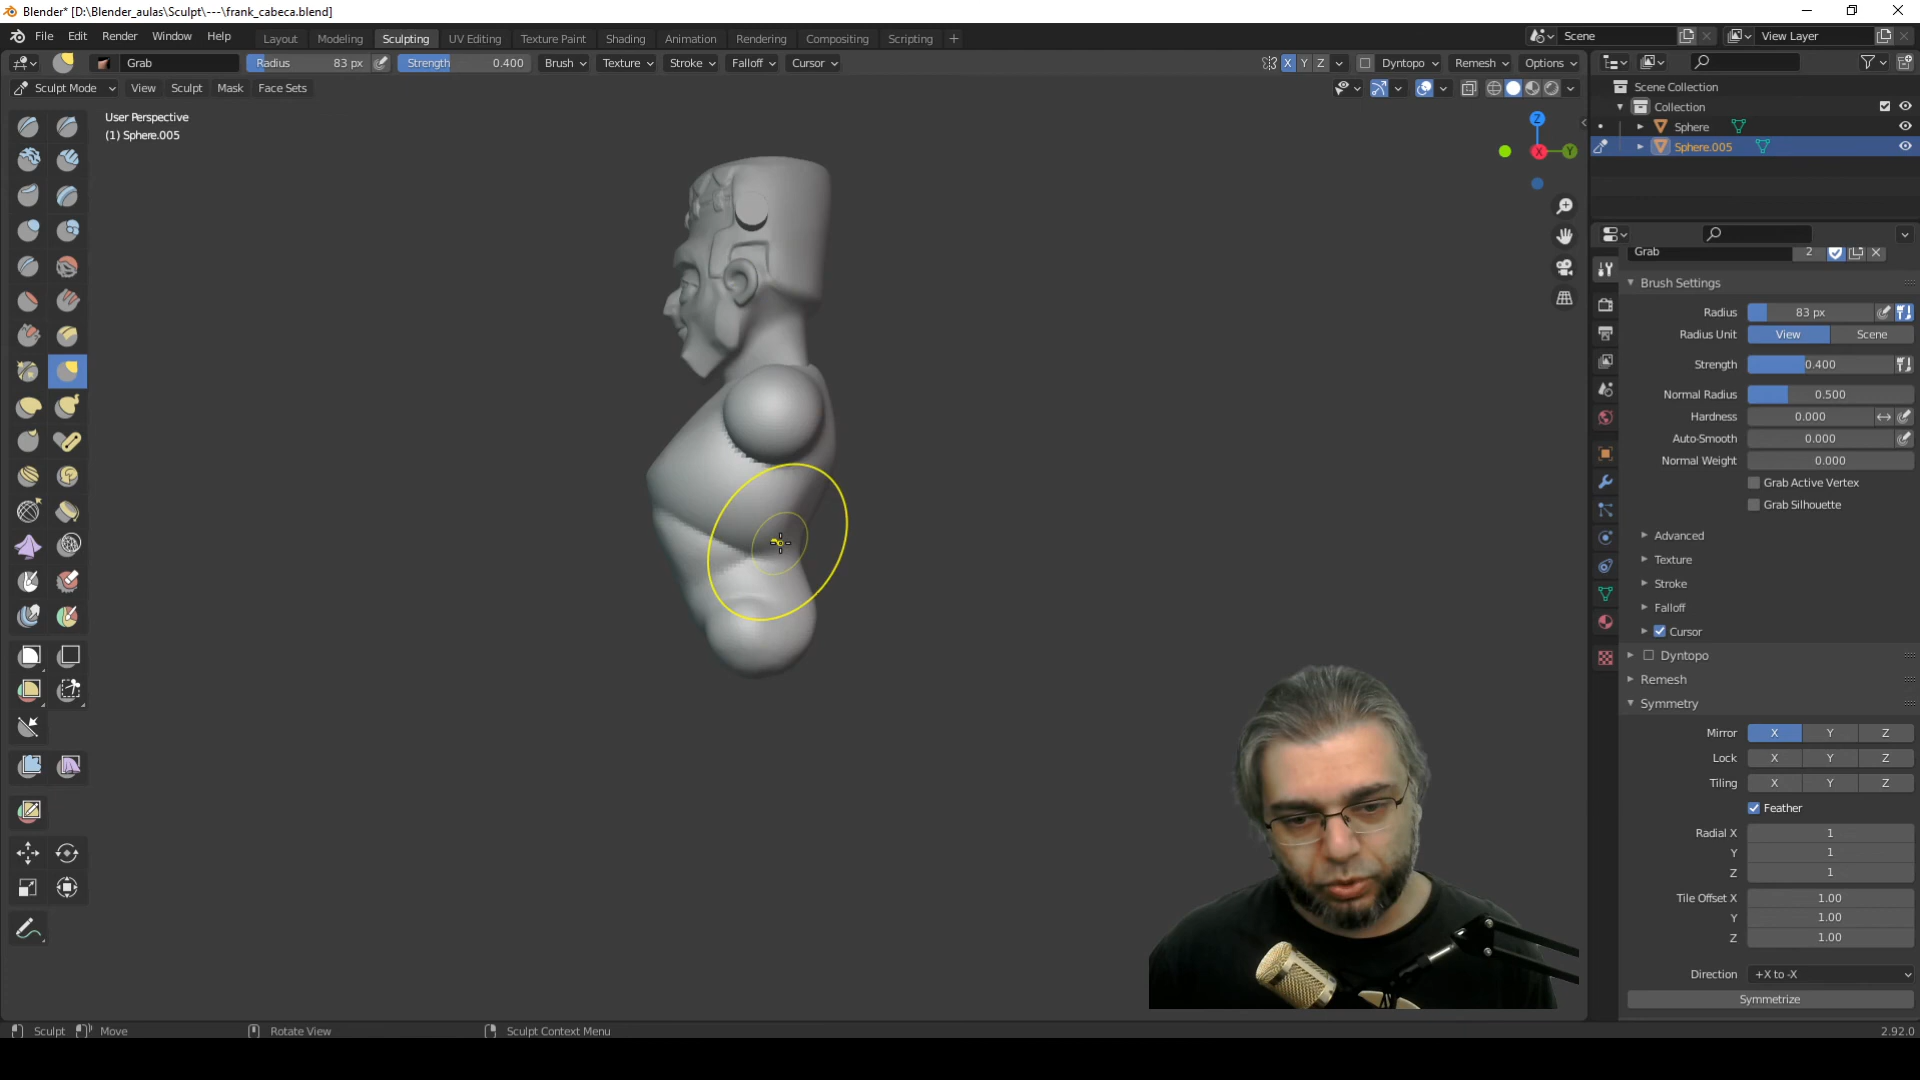 Blender* [D:\Blender_aulas\Sculpt\---\frank_cabeca.blend]
File Edit Render Window Help Layout Modeling Sculpting UV Editing Texture Paint Shading Animation Rendering Compositing Scripting + Scene View Layer
Grab Radius 83 px Strength 0.400 Brush Texture Stroke Falloff Cursor X Y Z Dyntopo Remesh Options
Sculpt Mode View Sculpt Mask Face Sets
User Perspective
(1) Sphere.005
Z
X
Y
Scene Collection
Collection
Sphere
Sphere.005
Grab 2
Brush Settings
Radius 83 px
Radius Unit View Scene
Strength 0.400
Normal Radius 0.500
Hardness 0.000
Auto-Smooth 0.000
Normal Weight 0.000
Grab Active Vertex
Grab Silhouette
Advanced
Texture
Stroke
Falloff
Cursor
Dyntopo
Remesh
Symmetry
Mirror X Y Z
Lock X Y Z
Tiling X Y Z
Feather
Radial X 1
Y 1
Z 1
Tile Offset X 1.00
Y 1.00
Z 1.00
Direction +X to -X
Symmetrize
Sculpt Move Rotate View Sculpt Context Menu 2.92.0